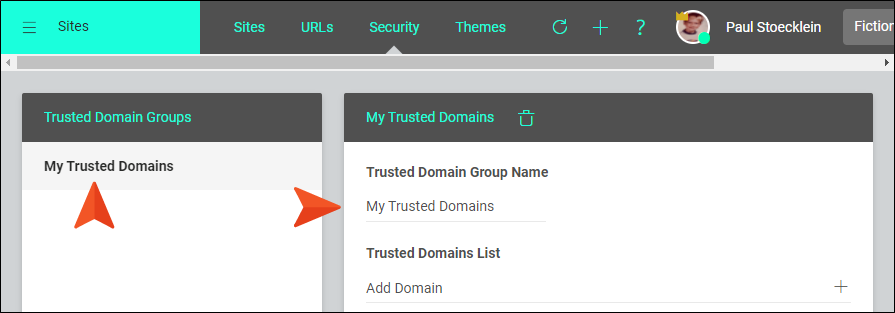 Sites
Sites URLs Security Themes ? Paul Stoecklein Fiction
Trusted Domain Groups
My Trusted Domains
My Trusted Domains
Trusted Domain Group Name
My Trusted Domains
Trusted Domains List
Add Domain